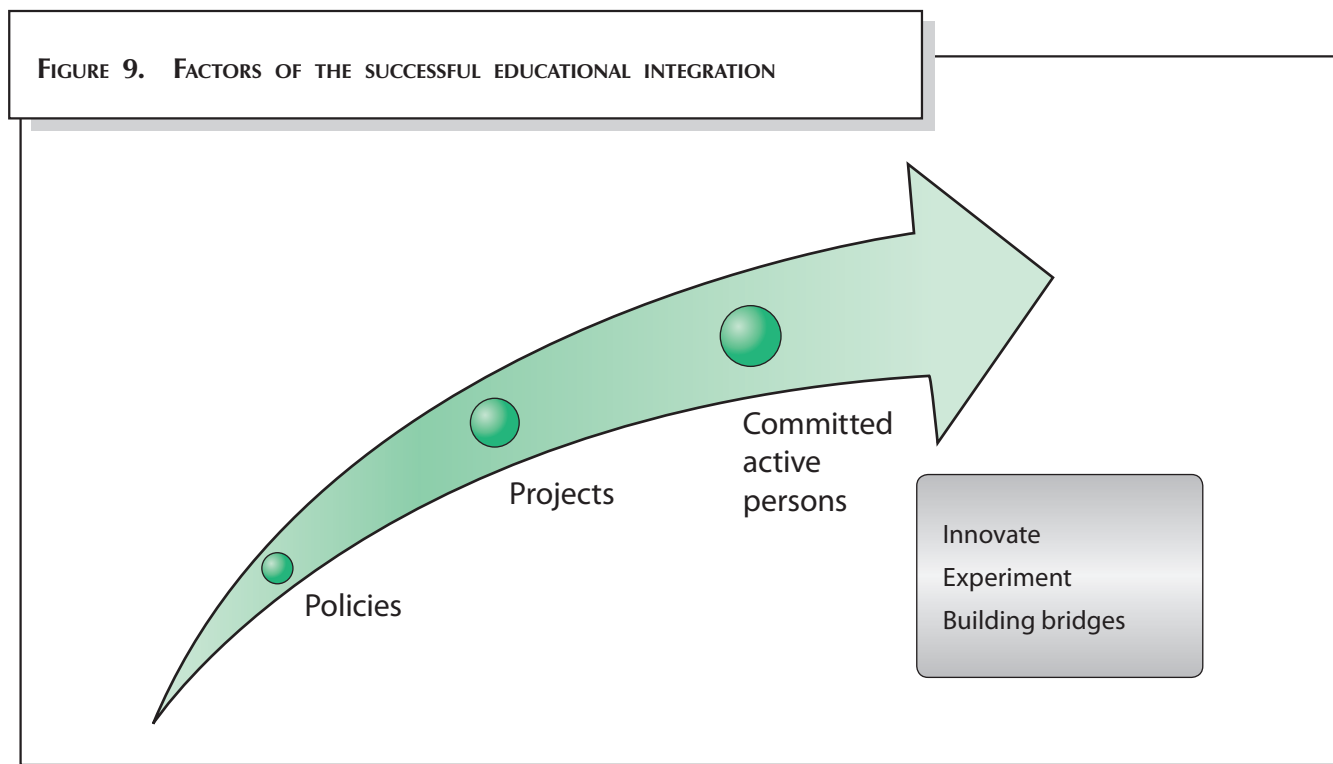 FIGURE 9. FACTORS OF THE SUCCESSFUL EDUCATIONAL INTEGRATION
Policies
Projects
Committed
active
persons
Innovate
Experiment
Building bridges